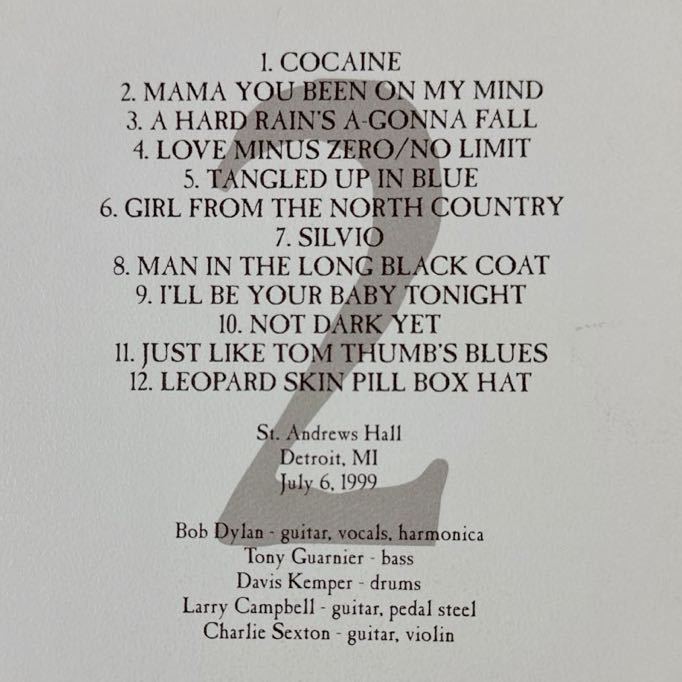 2
1. COCAINE
2. MAMA YOU BEEN ON MY MIND
3. A HARD RAIN'S A-GONNA FALL
4. LOVE MINUS ZERO/NO LIMIT
5. TANGLED UP IN BLUE
6. GIRL FROM THE NORTH COUNTRY
7. SILVIO
8. MAN IN THE LONG BLACK COAT
9. I'LL BE YOUR BABY TONIGHT
10. NOT DARK YET
11. JUST LIKE TOM THUMB'S BLUES
12. LEOPARD SKIN PILL BOX HAT
St. Andrews Hall
Detroit, MI
July 6, 1999
Bob Dylan - guitar, vocals, harmonica
Tony Guarnier - bass
Davis Kemper - drums
Larry Campbell - guitar, pedal steel
Charlie Sexton - guitar, violin